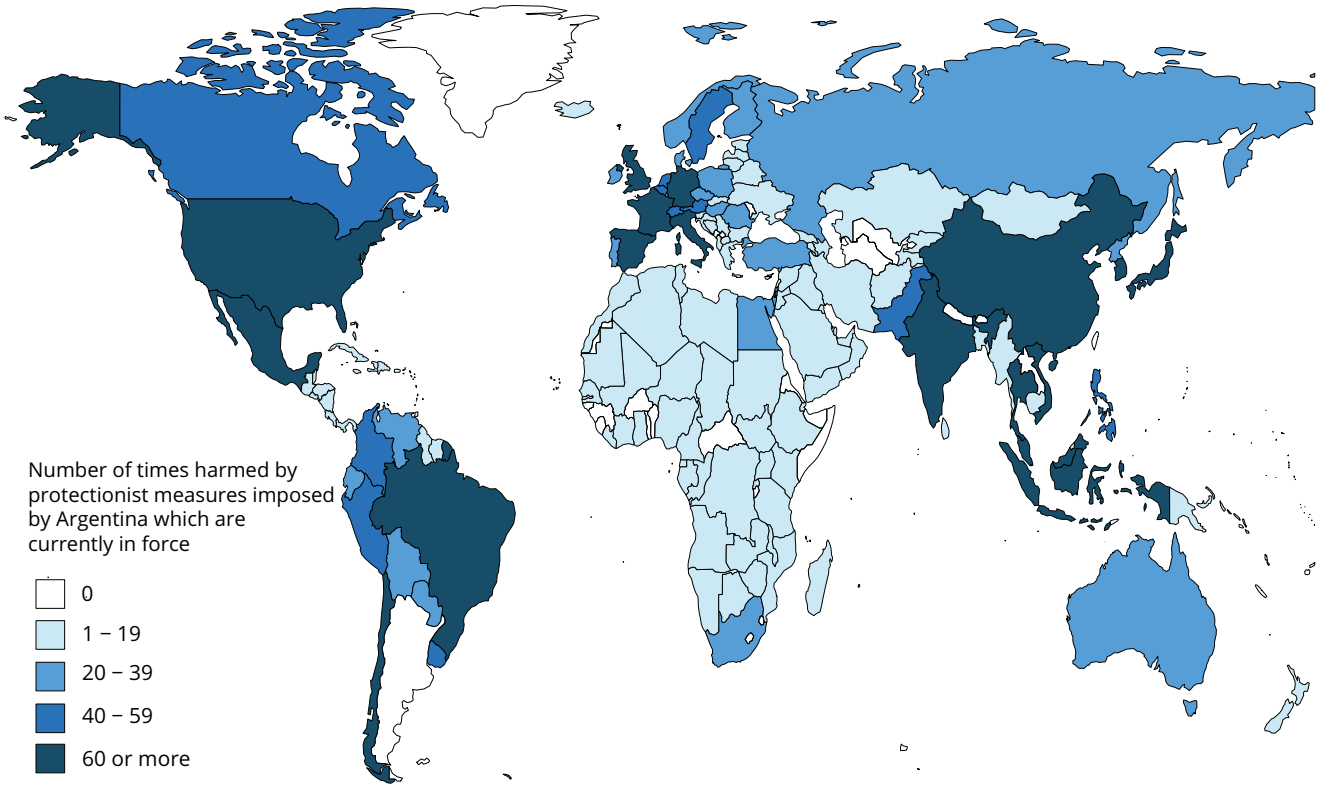 Number of times harmed by
protectionist measures imposed
by Argentina which are
currently in force
0
1 – 19
20 – 39
40 – 59
60 or more